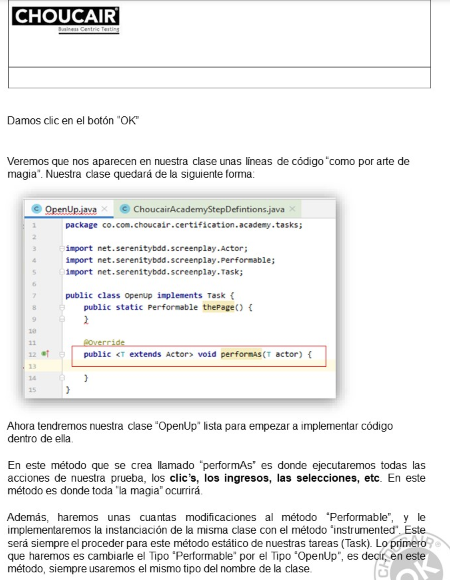 CHOUCAIR
Business Centric Testing
Damos clic en el botón "OK"
Veremos que nos aparecen en nuestra clase unas líneas de código "como por arte de
magia". Nuestra clase quedará de la siguiente forma:
OpenUp.java × ChoucairAcademyStepDefintions.java ×
1 package co.com.choucair.certification.academy.tasks;
2
3 import net.serenitybdd.screenplay.Actor;
4 import net.serenitybdd.screenplay.Performable;
5 import net.serenitybdd.screenplay.Task;
6
7 public class OpenUp implements Task {
8 public static Performable thePage() {
9 }
10
11 @Override
12 public <T extends Actor> void performAs(T actor) {
13
14 }
15 }
Ahora tendremos nuestra clase "OpenUp" lista para empezar a implementar código
dentro de ella.
En este método que se crea llamado "performAs" es donde ejecutaremos todas las
acciones de nuestra prueba, los clic's, los ingresos, las selecciones, etc. En este
método es donde toda "la magia" ocurrirá.
Además, haremos unas cuantas modificaciones al método "Performable", y le
implementaremos la instanciación de la misma clase con el método "instrumented". Este
será siempre el proceder para este método estático de nuestras tareas (Task). Lo primero
que haremos es cambiarle el Tipo "Performable" por el Tipo "OpenUp", es decir, en este
método, siempre usaremos el mismo tipo del nombre de la clase.
CHOUCAIR
OK